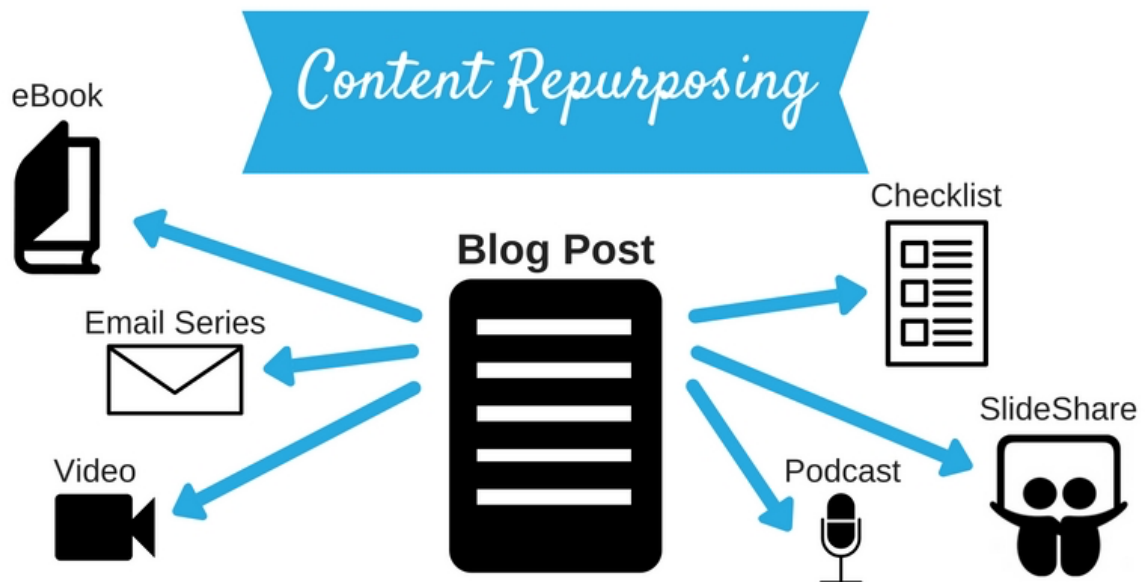 Content Repurposing
eBook
Checklist
Blog Post
Email Series
SlideShare
Video
Podcast